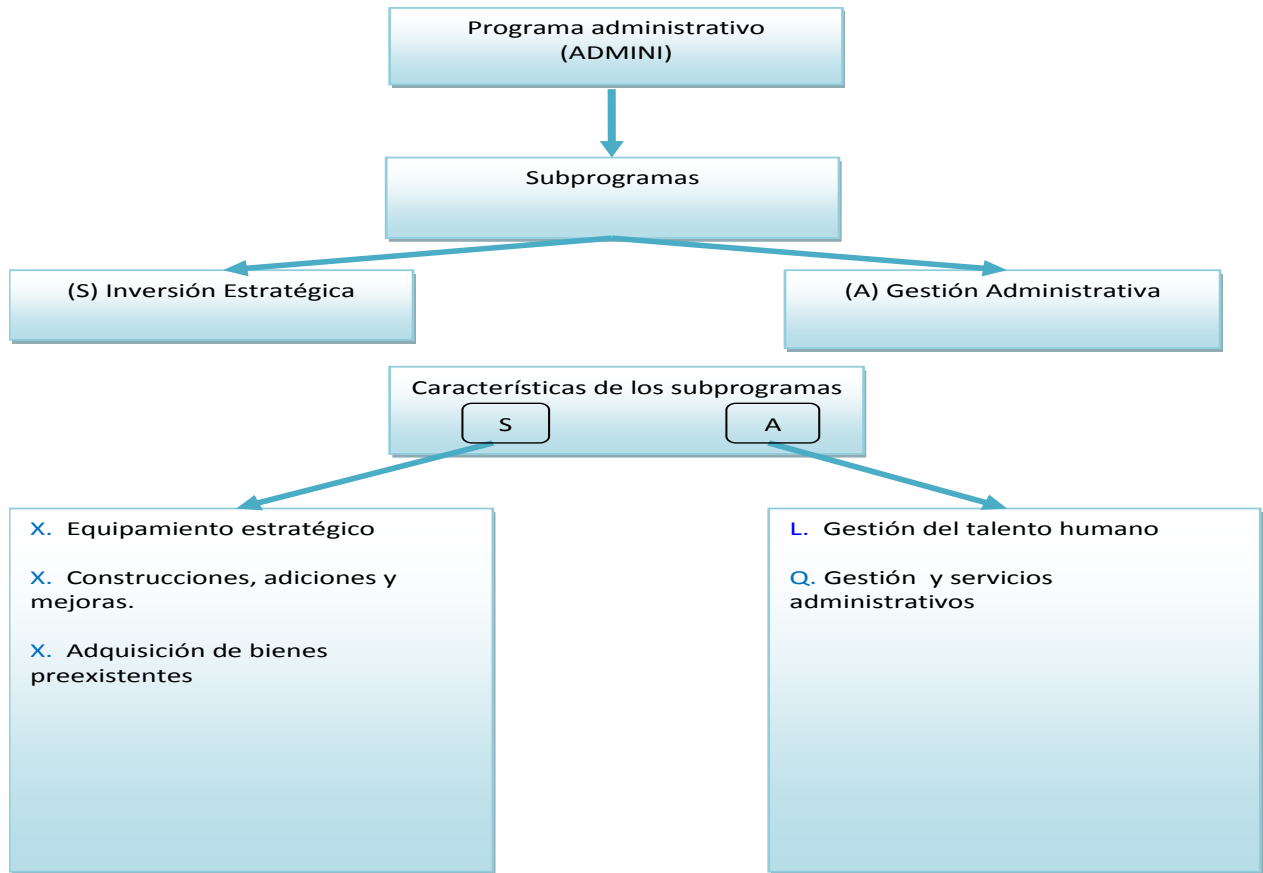 Programa administrativo
(ADMINI)
Subprogramas
(S) Inversión Estratégica
(A) Gestión Administrativa
Características de los subprogramas
S
A
X. Equipamiento estratégico
X. Construcciones, adiciones y
mejoras.
X. Adquisición de bienes
preexistentes
L. Gestión del talento humano
Q. Gestión y servicios
administrativos